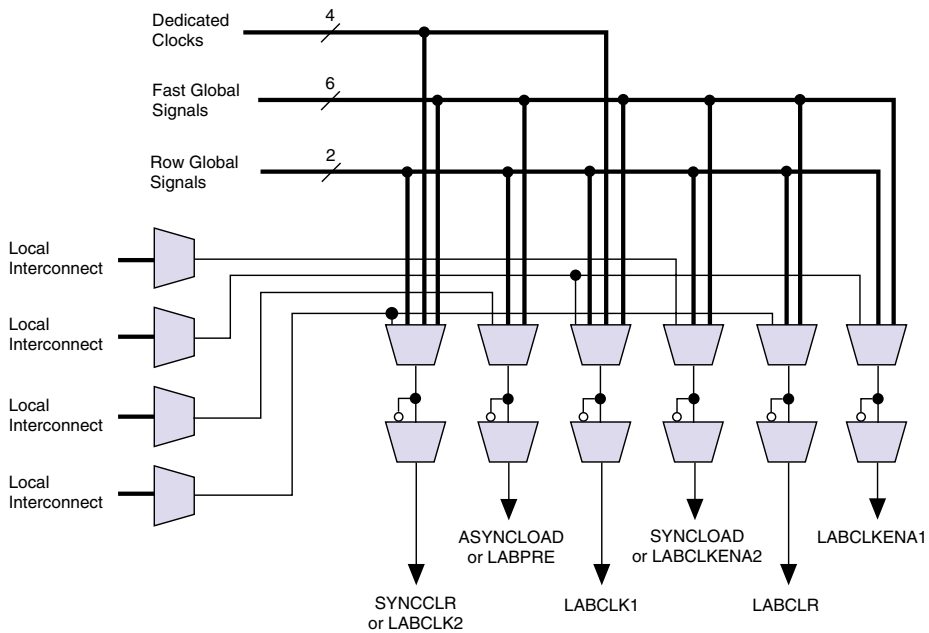 Dedicated
Clocks
4
Fast Global
Signals
6
Row Global
Signals
2
Local
Interconnect
Local
Interconnect
Local
Interconnect
Local
Interconnect
ASYNCLOAD
or LABPRE
SYNCLOAD
or LABCLKENA2
LABCLKENA1
SYNCCLR
or LABCLK2
LABCLK1
LABCLR